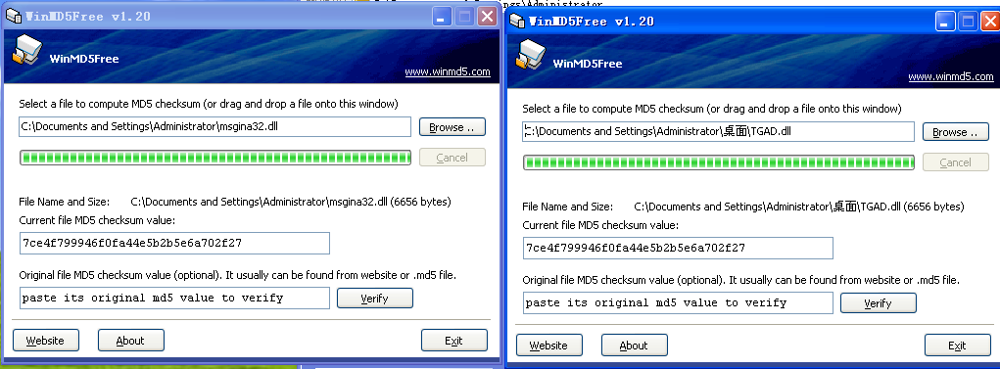 ngs\Administrator
WinMD5Free v1.20
WinMD5Free
www.winmd5.com
Select a file to compute MD5 checksum (or drag and drop a file onto this window)
C:\Documents and Settings\Administrator\msgina32.dll
Browse ..
Cancel
File Name and Size: C:\Documents and Settings\Administrator\msgina32.dll (6656 bytes)
Current file MD5 checksum value:
7ce4f799946f0fa44e5b2b5e6a702f27
Original file MD5 checksum value (optional). It usually can be found from website or .md5 file.
paste its original md5 value to verify
Verify
Website
About
Exit
WinMD5Free v1.20
WinMD5Free
www.winmd5.com
Select a file to compute MD5 checksum (or drag and drop a file onto this window)
C:\Documents and Settings\Administrator\桌面\TGAD.dll
Browse ..
Cancel
File Name and Size: C:\Documents and Settings\Administrator\桌面\TGAD.dll (6656 bytes)
Current file MD5 checksum value:
7ce4f799946f0fa44e5b2b5e6a702f27
Original file MD5 checksum value (optional). It usually can be found from website or .md5 file.
paste its original md5 value to verify
Verify
Website
About
Exit